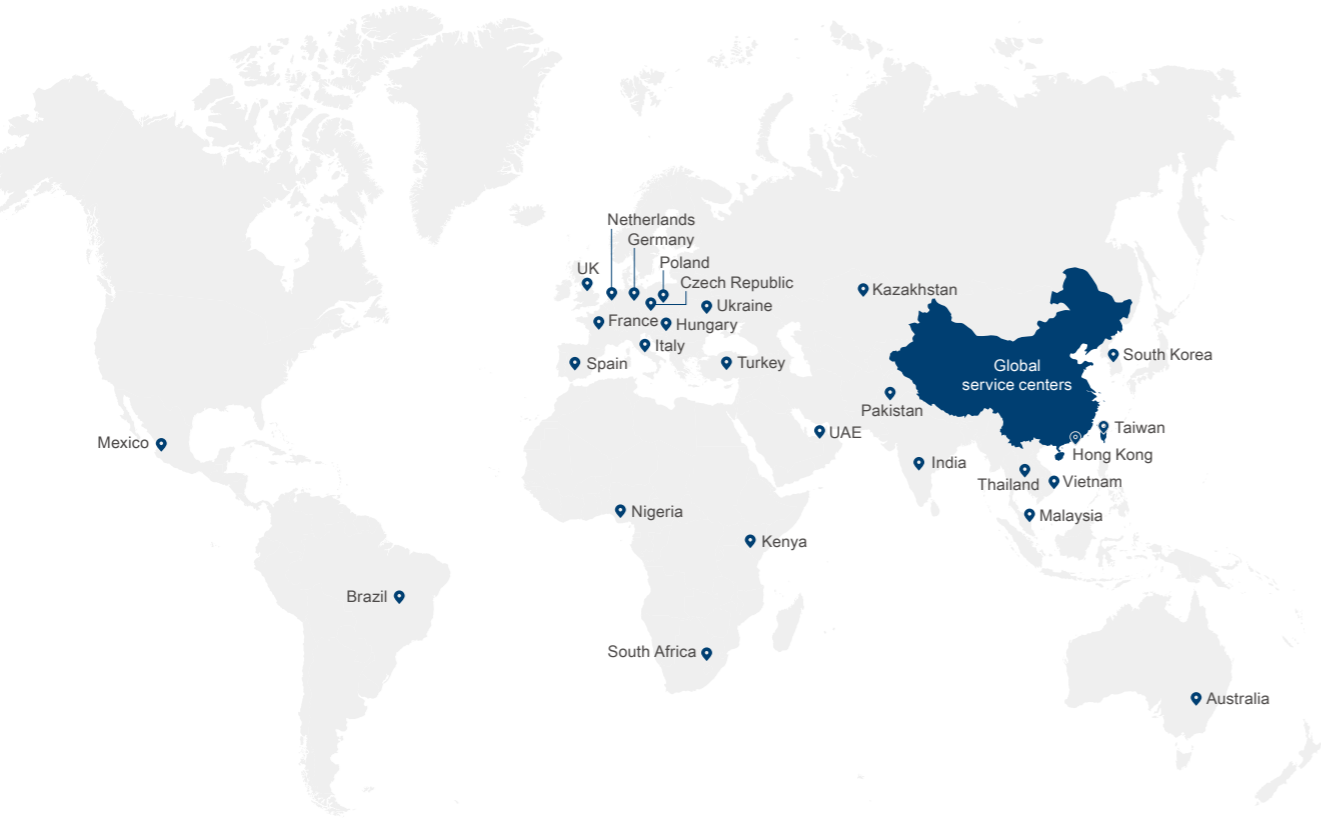 Netherlands
Germany
UK
Poland
Czech Republic
Kazakhstan
Ukraine
France
Hungary
Italy
South Korea
Spain
Turkey
Global
service centers
Pakistan
Mexico
UAE
Taiwan
Hong Kong
India
Thailand
Vietnam
Nigeria
Malaysia
Kenya
Brazil
South Africa
Australia